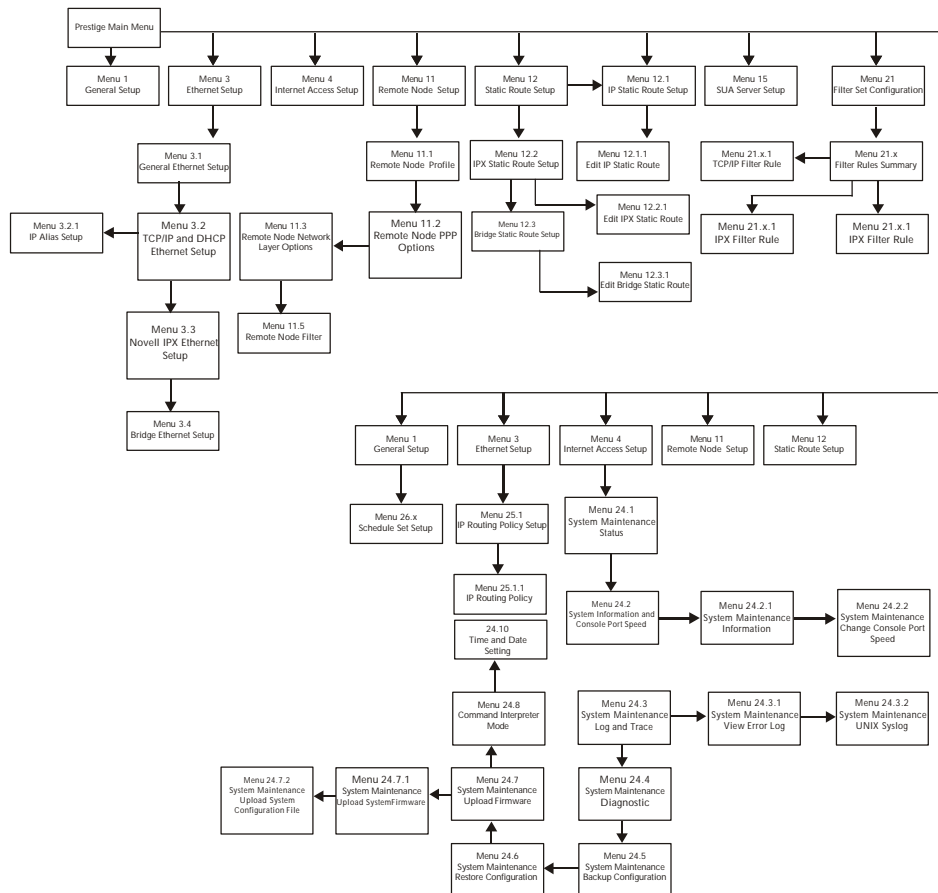 Prestige Main Menu
Menu 1
General Setup
Menu 3
Ethernet Setup
Menu 4
Internet Access Setup
Menu 11
Remote Node Setup
Menu 12
Static Route Setup
Menu 12.1
IP Static Route Setup
Menu 15
SUA Server Setup
Menu 21
Filter Set Configuration
Menu 3.1
General Ethernet Setup
Menu 11.1
Remote Node Profile
Menu 12.2
IPX Static Route Setup
Menu 12.1.1
Edit IP Static Route
Menu 21.x.1
TCP/IP Filter Rule
Menu 21.x
Filter Rules Summary
Menu 3.2.1
IP Alias Setup
Menu 3.2
TCP/IP and DHCP
Ethernet Setup
Menu 11.3
Remote Node Network
Layer Options
Menu 11.2
Remote Node PPP
Options
Menu 12.3
Bridge Static Route Setup
Menu 12.2.1
Edit IPX Static Route
Menu 21.x.1
IPX Filter Rule
Menu 21.x.1
IPX Filter Rule
Menu 12.3.1
Edit Bridge Static Route
Menu 3.3
Novell IPX Ethernet
Setup
Menu 11.5
Remote Node Filter
Menu 3.4
Bridge Ethernet Setup
Menu 1
General Setup
Menu 3
Ethernet Setup
Menu 4
Internet Access Setup
Menu 11
Remote Node Setup
Menu 12
Static Route Setup
Menu 26.x
Schedule Set Setup
Menu 25.1
IP Routing Policy Setup
Menu 24.1
System Maintenance
Status
Menu 25.1.1
IP Routing Policy
Menu 24.2
System Information and
Console Port Speed
Menu 24.2.1
System Maintenance
Information
Menu 24.2.2
System Maintenance
Change Console Port
Speed
24.10
Time and Date
Setting
Menu 24.8
Command Interpreter
Mode
Menu 24.3
System Maintenance
Log and Trace
Menu 24.3.1
System Maintenance
View Error Log
Menu 24.3.2
System Maintenance
UNIX Syslog
Menu 24.7.2
System Maintenance
Upload System
Configuration File
Menu 24.7.1
System Maintenance
Upload SystemFirmware
Menu 24.7
System Maintenance
Upload Firmware
Menu 24.4
System Maintenance
Diagnostic
Menu 24.6
System Maintenance
Restore Configuration
Menu 24.5
System Maintenance
Backup Configuration